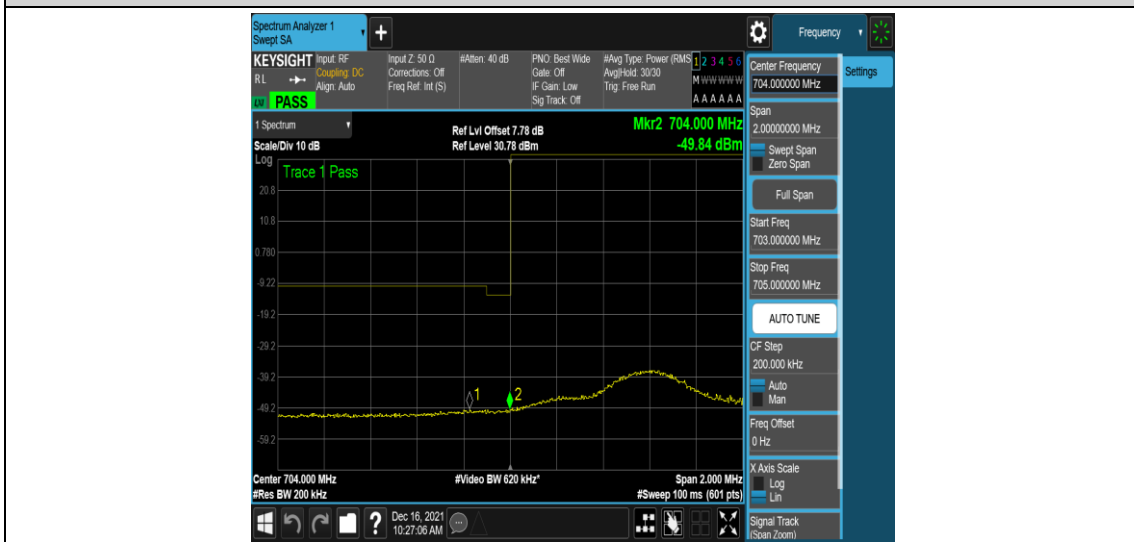 Spectrum Analyzer 1
Swept SA
+
Frequency
KEYSIGHT
RL
Input: RF
Coupling: DC
Align: Auto
Input Z: 50 Ω
Corrections: Off
Freq Ref: Int (S)
#Atten: 40 dB
PNO: Best Wide
Gate: Off
IF Gain: Low
Sig Track: Off
#Avg Type: Power (RMS
Avg|Hold: 30/30
Trig: Free Run
1 2 3 4 5 6
M W W W W W
A A A A A A
PASS
1 Spectrum
Ref Lvl Offset 7.78 dB
Mkr2 704.000 MHz
Scale/Div 10 dB
Ref Level 30.78 dBm
-49.84 dBm
Log
Trace 1 Pass
20.8
10.8
0.780
-9.22
-19.2
-29.2
-39.2
-49.2
-59.2
1
2
Center 704.000 MHz
#Video BW 620 kHz*
Span 2.000 MHz
#Res BW 200 kHz
#Sweep 100 ms (601 pts)
Settings
Center Frequency
704.000000 MHz
Span
2.00000000 MHz
Swept Span
Zero Span
Full Span
Start Freq
703.000000 MHz
Stop Freq
705.000000 MHz
AUTO TUNE
CF Step
200.000 kHz
Auto
Man
Freq Offset
0 Hz
X Axis Scale
Log
Lin
Signal Track
(Span Zoom)
?
Dec 16, 2021
10:27:06 AM